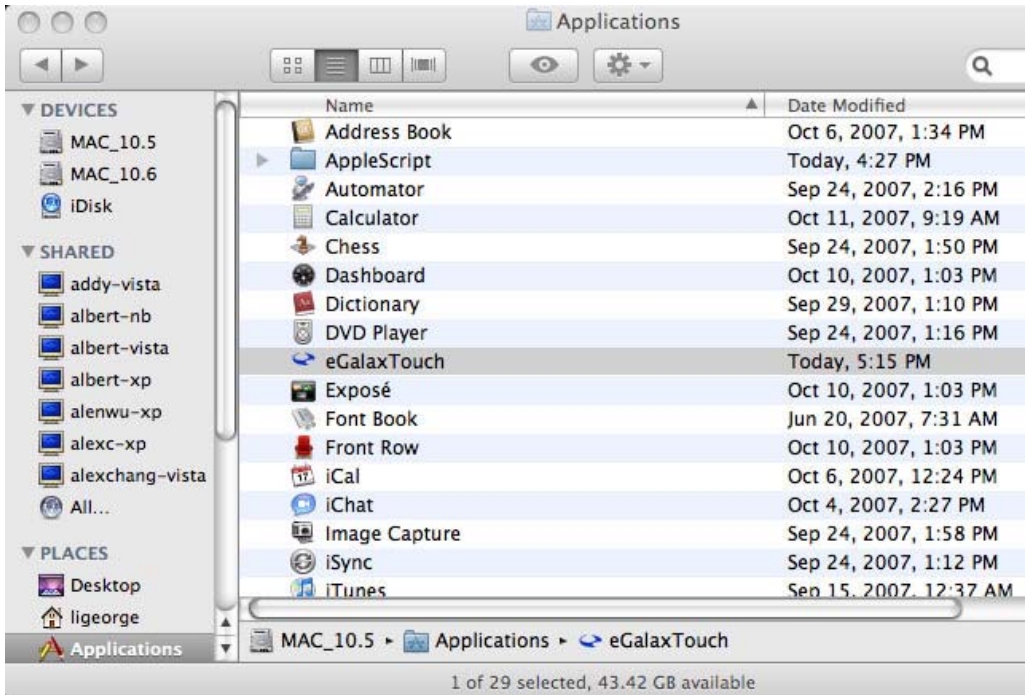 Applications
DEVICES
MAC_10.5
MAC_10.6
iDisk
SHARED
addy-vista
albert-nb
albert-vista
albert-xp
alenwu-xp
alexc-xp
alexchang-vista
All...
PLACES
Desktop
ligeorge
Applications
Name Date Modified
Address Book Oct 6, 2007, 1:34 PM
AppleScript Today, 4:27 PM
Automator Sep 24, 2007, 2:16 PM
Calculator Oct 11, 2007, 9:19 AM
Chess Sep 24, 2007, 1:50 PM
Dashboard Oct 10, 2007, 1:03 PM
Dictionary Sep 29, 2007, 1:10 PM
DVD Player Sep 24, 2007, 1:16 PM
eGalaxTouch Today, 5:15 PM
Exposé Oct 10, 2007, 1:03 PM
Font Book Jun 20, 2007, 7:31 AM
Front Row Oct 10, 2007, 1:03 PM
iCal Oct 6, 2007, 12:24 PM
iChat Oct 4, 2007, 2:27 PM
Image Capture Sep 24, 2007, 1:58 PM
iSync Sep 24, 2007, 1:12 PM
iTunes Sep 15, 2007, 12:37 AM
MAC_10.5 ▸ Applications ▸ eGalaxTouch
1 of 29 selected, 43.42 GB available